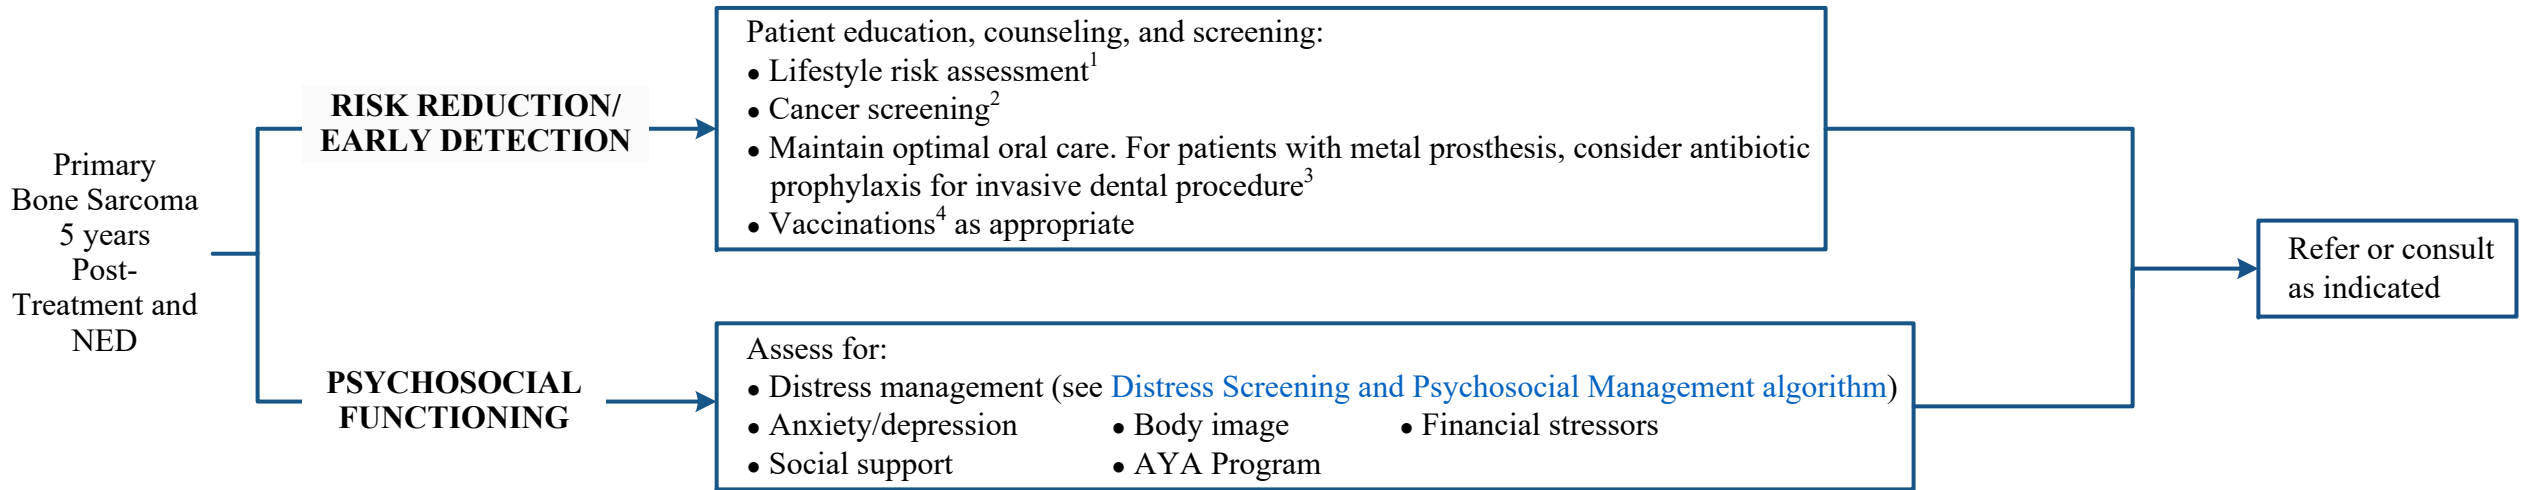 Primary
Bone Sarcoma
5 years
Post-
Treatment and
NED
RISK REDUCTION/
EARLY DETECTION
Patient education, counseling, and screening:
● Lifestyle risk assessment1
● Cancer screening2
● Maintain optimal oral care. For patients with metal prosthesis, consider antibiotic
prophylaxis for invasive dental procedure3
● Vaccinations4 as appropriate
PSYCHOSOCIAL
FUNCTIONING
Assess for:
● Distress management (see Distress Screening and Psychosocial Management algorithm)
● Anxiety/depression ● Body image ● Financial stressors
● Social support ● AYA Program
Refer or consult
as indicated